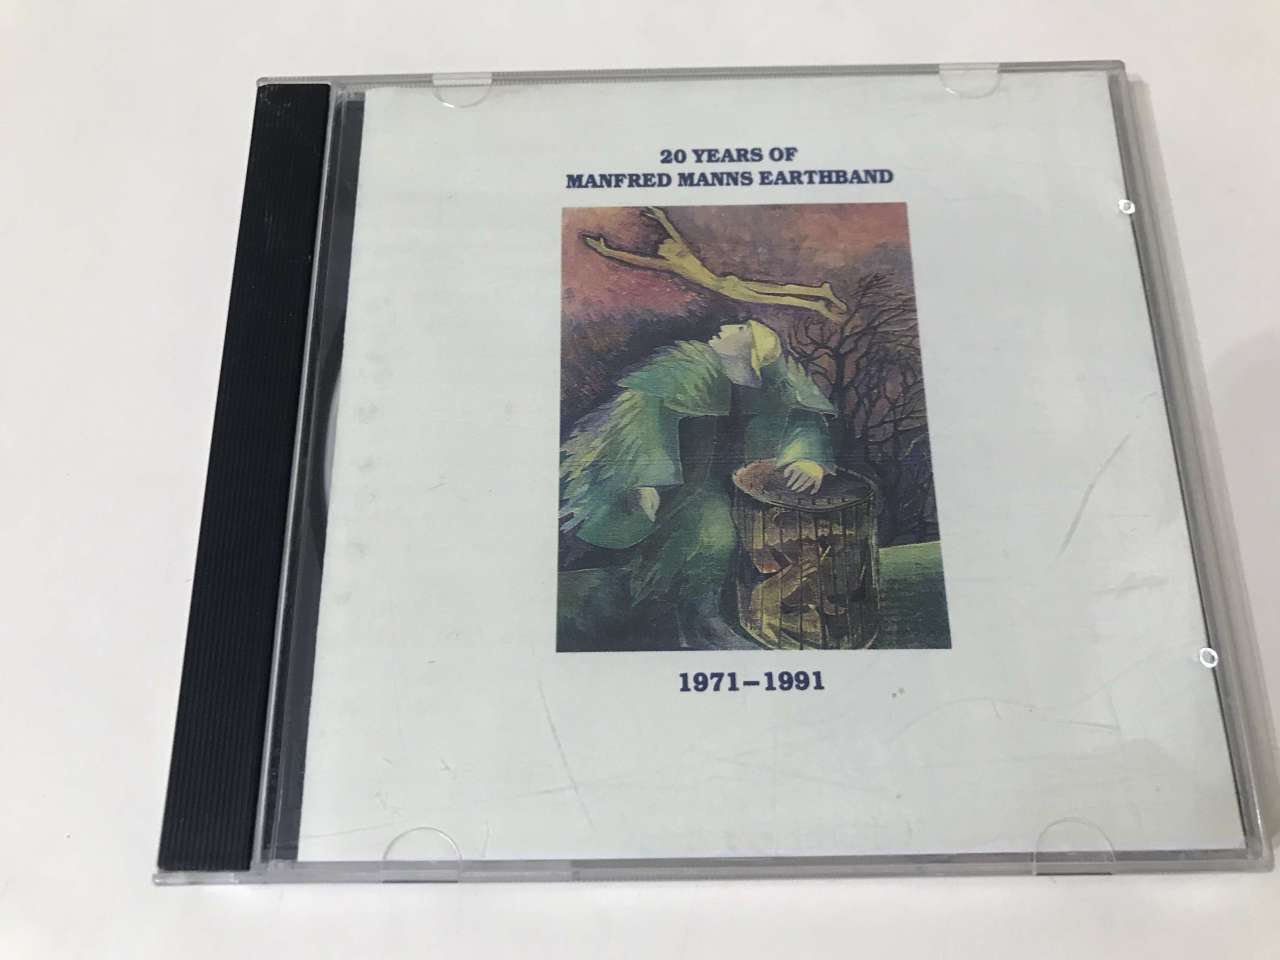 20 YEARS OF
MANFRED MANNS EARTHBAND
1971–1991